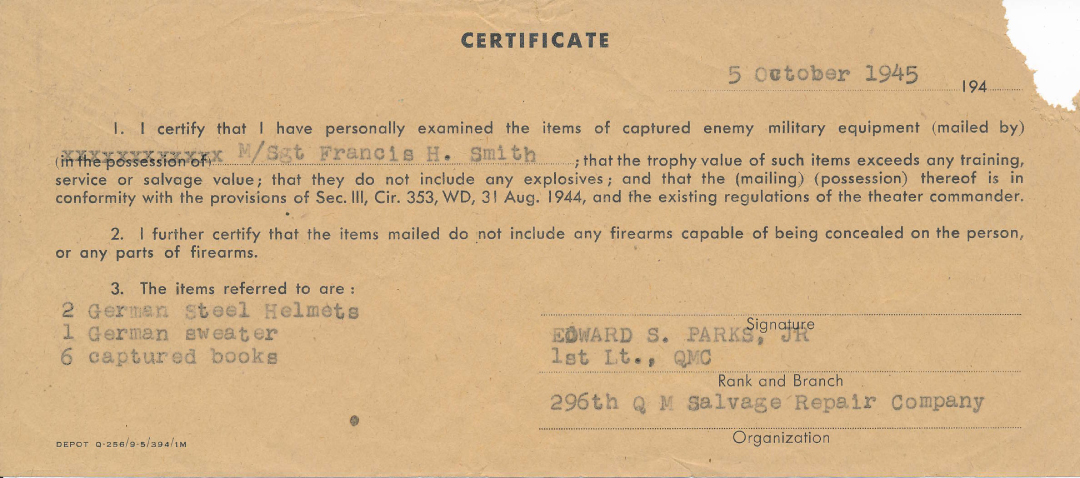 CERTIFICATE
5 October 1945
194
1. I certify that I have personally examined the items of captured enemy military equipment (mailed by)
(in the possession of) M/Sgt Francis H. Smith ; that the trophy value of such items exceeds any training,
service or salvage value; that they do not include any explosives; and that the (mailing) (possession) thereof is in
conformity with the provisions of Sec. III, Cir. 353, WD, 31 Aug. 1944, and the existing regulations of the theater commander.
2. I further certify that the items mailed do not include any firearms capable of being concealed on the person,
or any parts of firearms.
3. The items referred to are :
2 German Steel Helmets
1 German sweater
6 captured books
Signature
EDWARD S. PARKS, JR
1st Lt., QMC
Rank and Branch
296th Q M Salvage Repair Company
Organization
DEPOT Q-256/9-5/394/1M